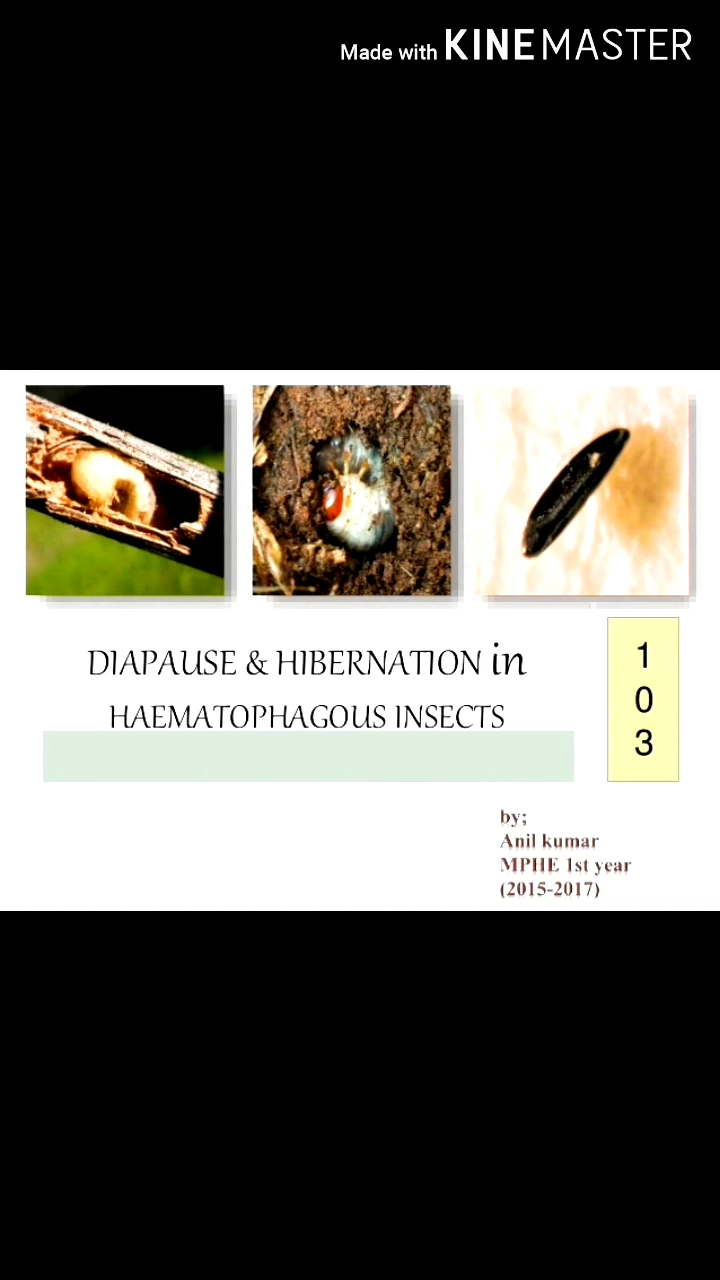 Made with KINEMASTER
DIAPAUSE & HIBERNATION in
HAEMATOPHAGOUS INSECTS
1
0
3
by;
Anil kumar
MPHE 1st year
(2015-2017)